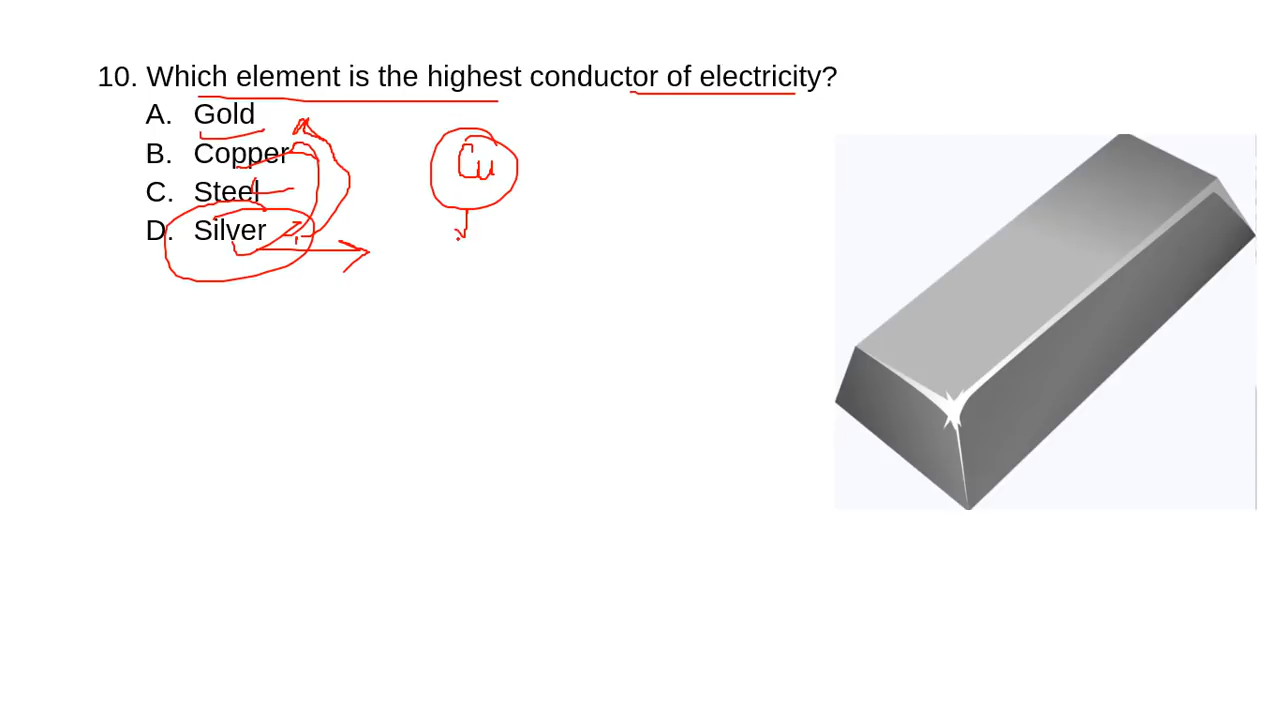 10. Which element is the highest conductor of electricity?
A. Gold
B. Copper
Cu
C. Steel
D. Silver